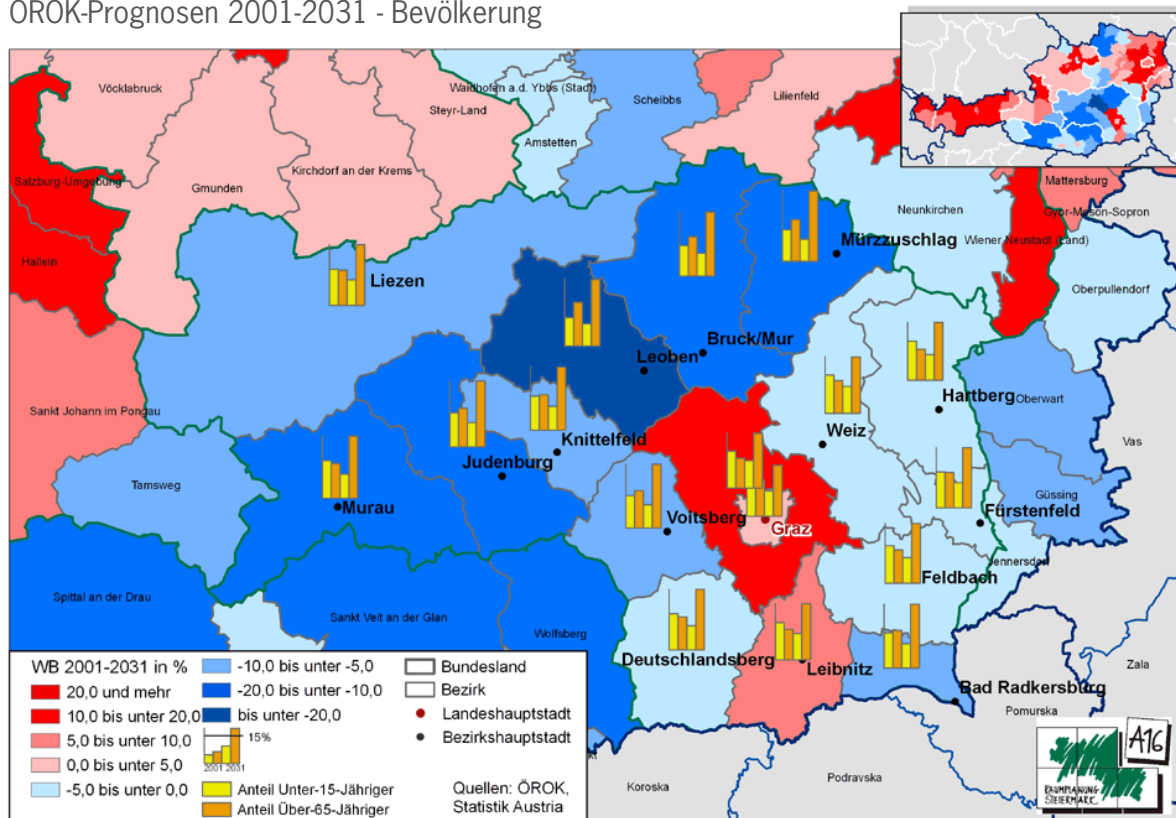 ÖROK-Prognosen 2001-2031 - Bevölkerung
Vöcklabruck
Waidhofen a.d. Ybbs (Stadt)
Scheibbs
Lilienfeld
Steyr-Land
Amstetten
Kirchdorf an der Krems
Salzburg-Umgebung
Gmunden
Mattersburg
Neunkirchen
Györ-Moson-Sopron
Mürzzuschlag
Wiener Neustadt (Land)
Hallein
Liezen
Oberpullendorf
Bruck/Mur
Leoben
Hartberg
Oberwart
Sankt Johann im Pongau
Weiz
Knittelfeld
Vas
Judenburg
Tamsweg
Güssing
Murau
Fürstenfeld
Voitsberg
Graz
Jennersdorf
Feldbach
Spittal an der Drau
Sankt Veit an der Glan
Wolfsberg
Deutschlandsberg
Leibnitz
Zala
Bad Radkersburg
Pomurska
Koroska
Podravska
WB 2001-2031 in %
20,0 und mehr
10,0 bis unter 20,0
5,0 bis unter 10,0
0,0 bis unter 5,0
-5,0 bis unter 0,0
-10,0 bis unter -5,0
-20,0 bis unter -10,0
bis unter -20,0
15%
2001 2031
Anteil Unter-15-Jähriger
Anteil Über-65-Jähriger
Bundesland
Bezirk
Landeshauptstadt
Bezirkshauptstadt
Quellen: ÖROK,
Statistik Austria
A16
RAUMPLANUNG
STEIERMARK